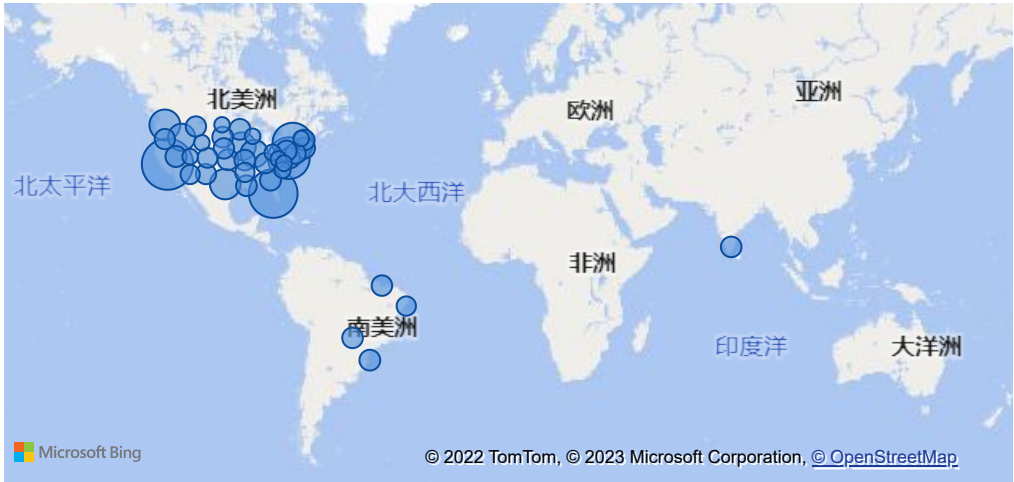 北美洲
欧洲
亚洲
北太平洋
北大西洋
非洲
南美洲
印度洋
大洋洲
Microsoft Bing
© 2022 TomTom, © 2023 Microsoft Corporation, © OpenStreetMap